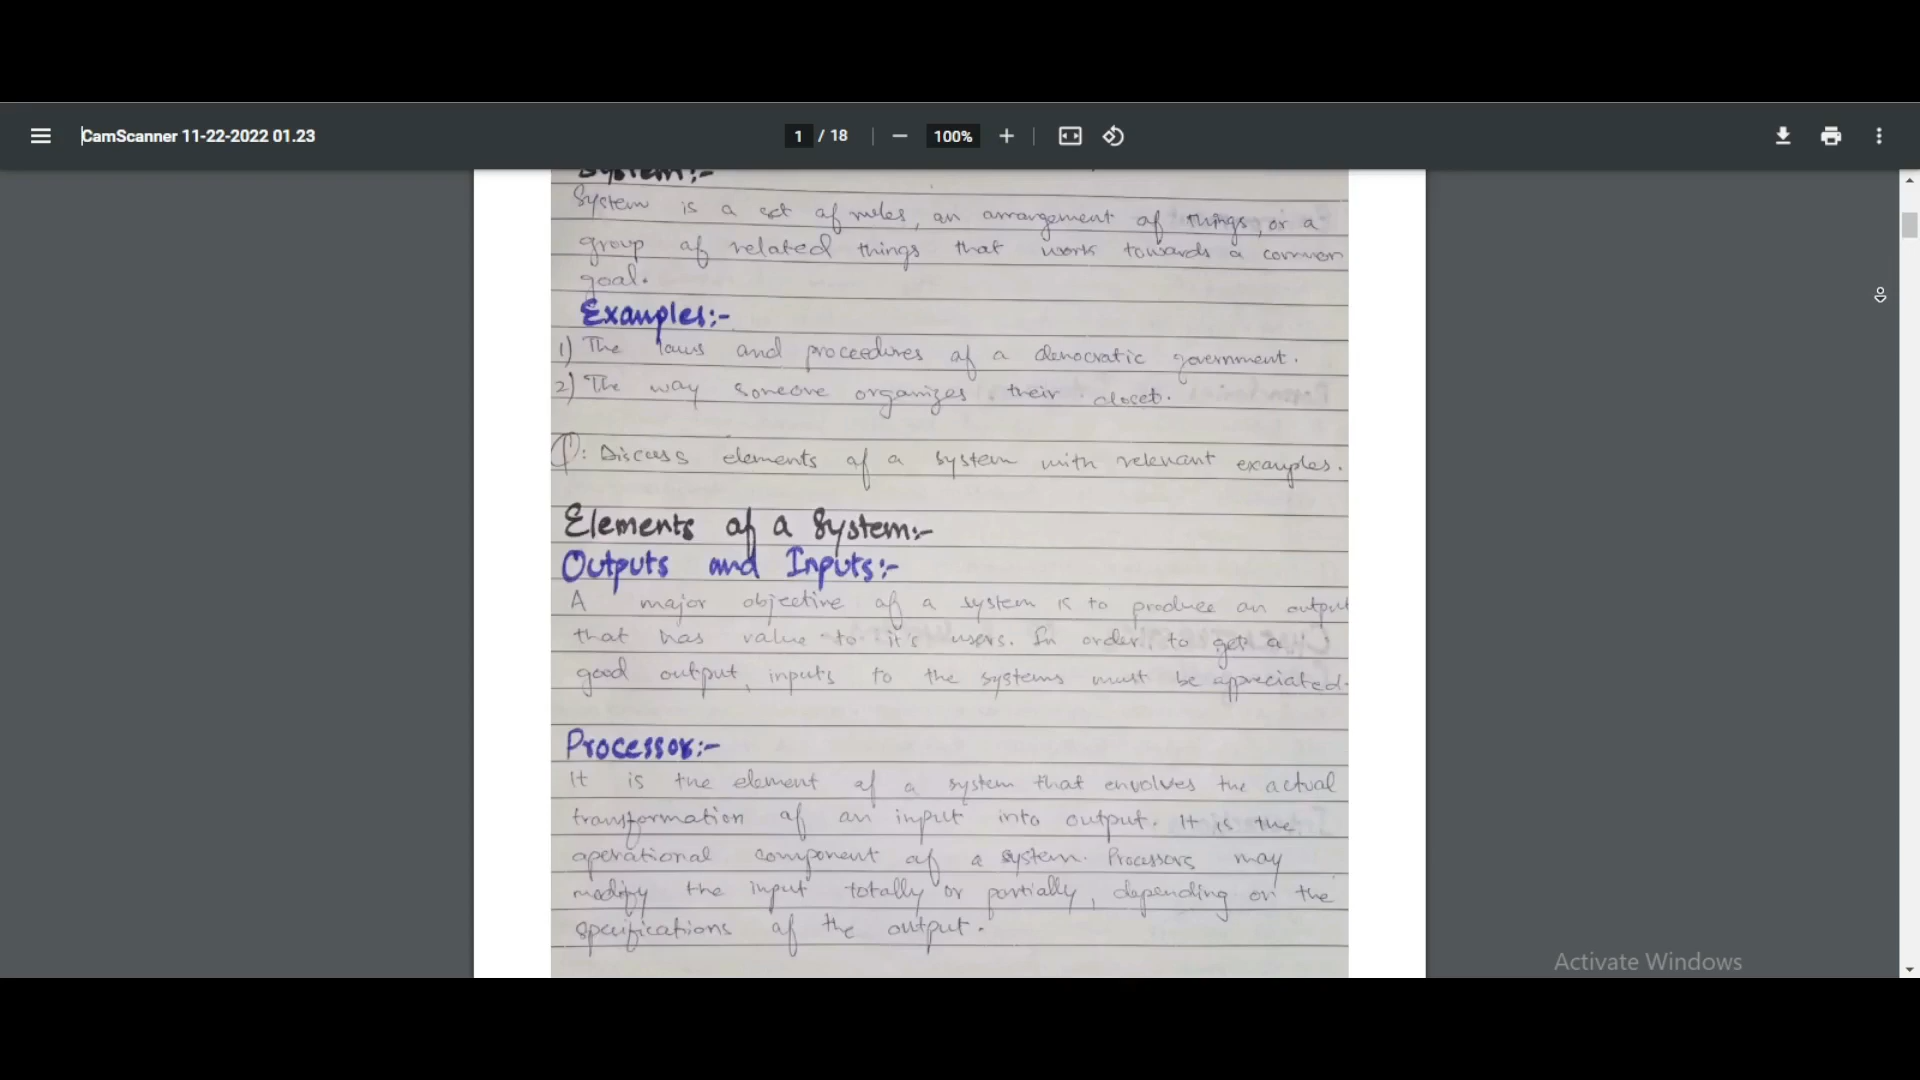 CamScanner 11-22-2022 01.23
1 / 18
100%
System:-
System is a set of rules, an arrangement of things, or a
group of related things that work towards a common
goal.
Examples:-
1) The laws and proceedures of a democratic government.
2) The way someone organizes their closet.
Q: Discuss elements of a system with relevant examples.
Elements of a System:-
Outputs and Inputs:-
A major objective of a system is to produce an output
that has value to it's users. In order to get a
good output, inputs to the systems must be appreciated.
Processor:-
It is the element of a system that envolves the actual
transformation of an input into output. It is the
operational component of a system. Processors may
modify the input totally or partially, depending on the
specifications of the output.
Activate Windows